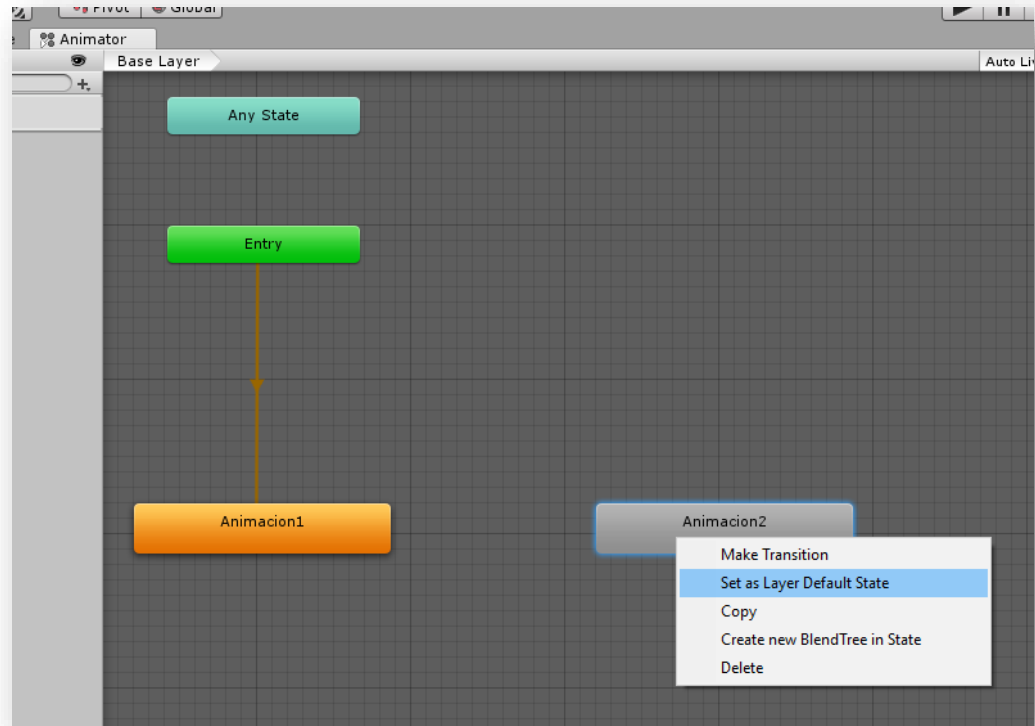 Pivot Global
Animator
Base Layer
Auto Li
Any State
Entry
Animacion1
Animacion2
Make Transition
Set as Layer Default State
Copy
Create new BlendTree in State
Delete